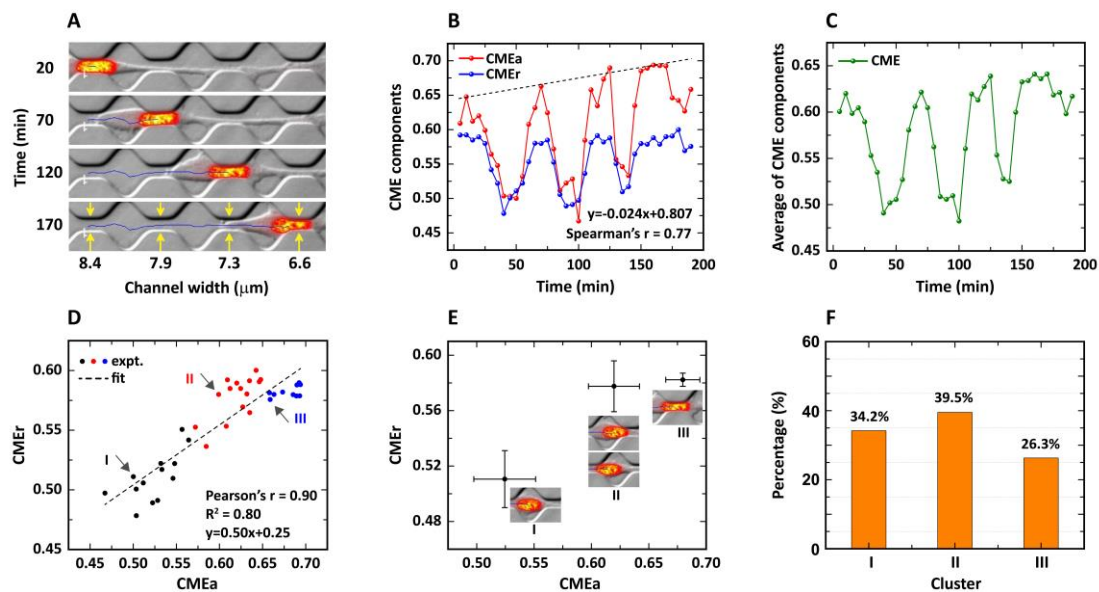 A
Time (min)
20
70
120
170
8.4 7.9 7.3 6.6
Channel width (μm)
B
CME components
0.70
0.65
0.60
0.55
0.50
0.45
CMEa
CMEr
y=-0.024x+0.807
Spearman's r = 0.77
0 50 100 150 200
Time (min)
C
Average of CME components
0.65
0.60
0.55
0.50
0.45
CME
0 50 100 150 200
Time (min)
D
CMEr
0.60
0.55
0.50
0.45
expt.
fit
I
II
III
Pearson's r = 0.90
R² = 0.80
y=0.50x+0.25
0.45 0.50 0.55 0.60 0.65 0.70
CMEa
E
CMEr
0.60
0.56
0.52
0.48
I
II
III
0.50 0.55 0.60 0.65 0.70
CMEa
F
Percentage (%)
60
40
20
0
34.2%
39.5%
26.3%
I II III
Cluster